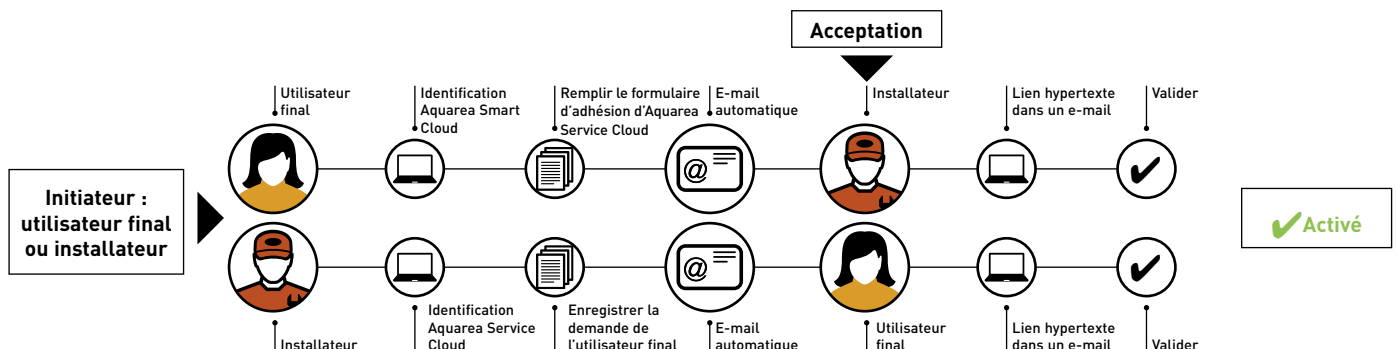 Acceptation
Utilisateur
final
Identification
Aquarea Smart
Cloud
Remplir le formulaire
d'adhésion d'Aquarea
Service Cloud
E-mail
automatique
Installateur
Lien hypertexte
dans un e-mail
Valider
Initiateur :
utilisateur final
ou installateur
@
@
✔Activé
Installateur
Identification
Aquarea Service
Cloud
Enregistrer la
demande de
l'utilisateur final
E-mail
automatique
Utilisateur
final
Lien hypertexte
dans un e-mail
Valider